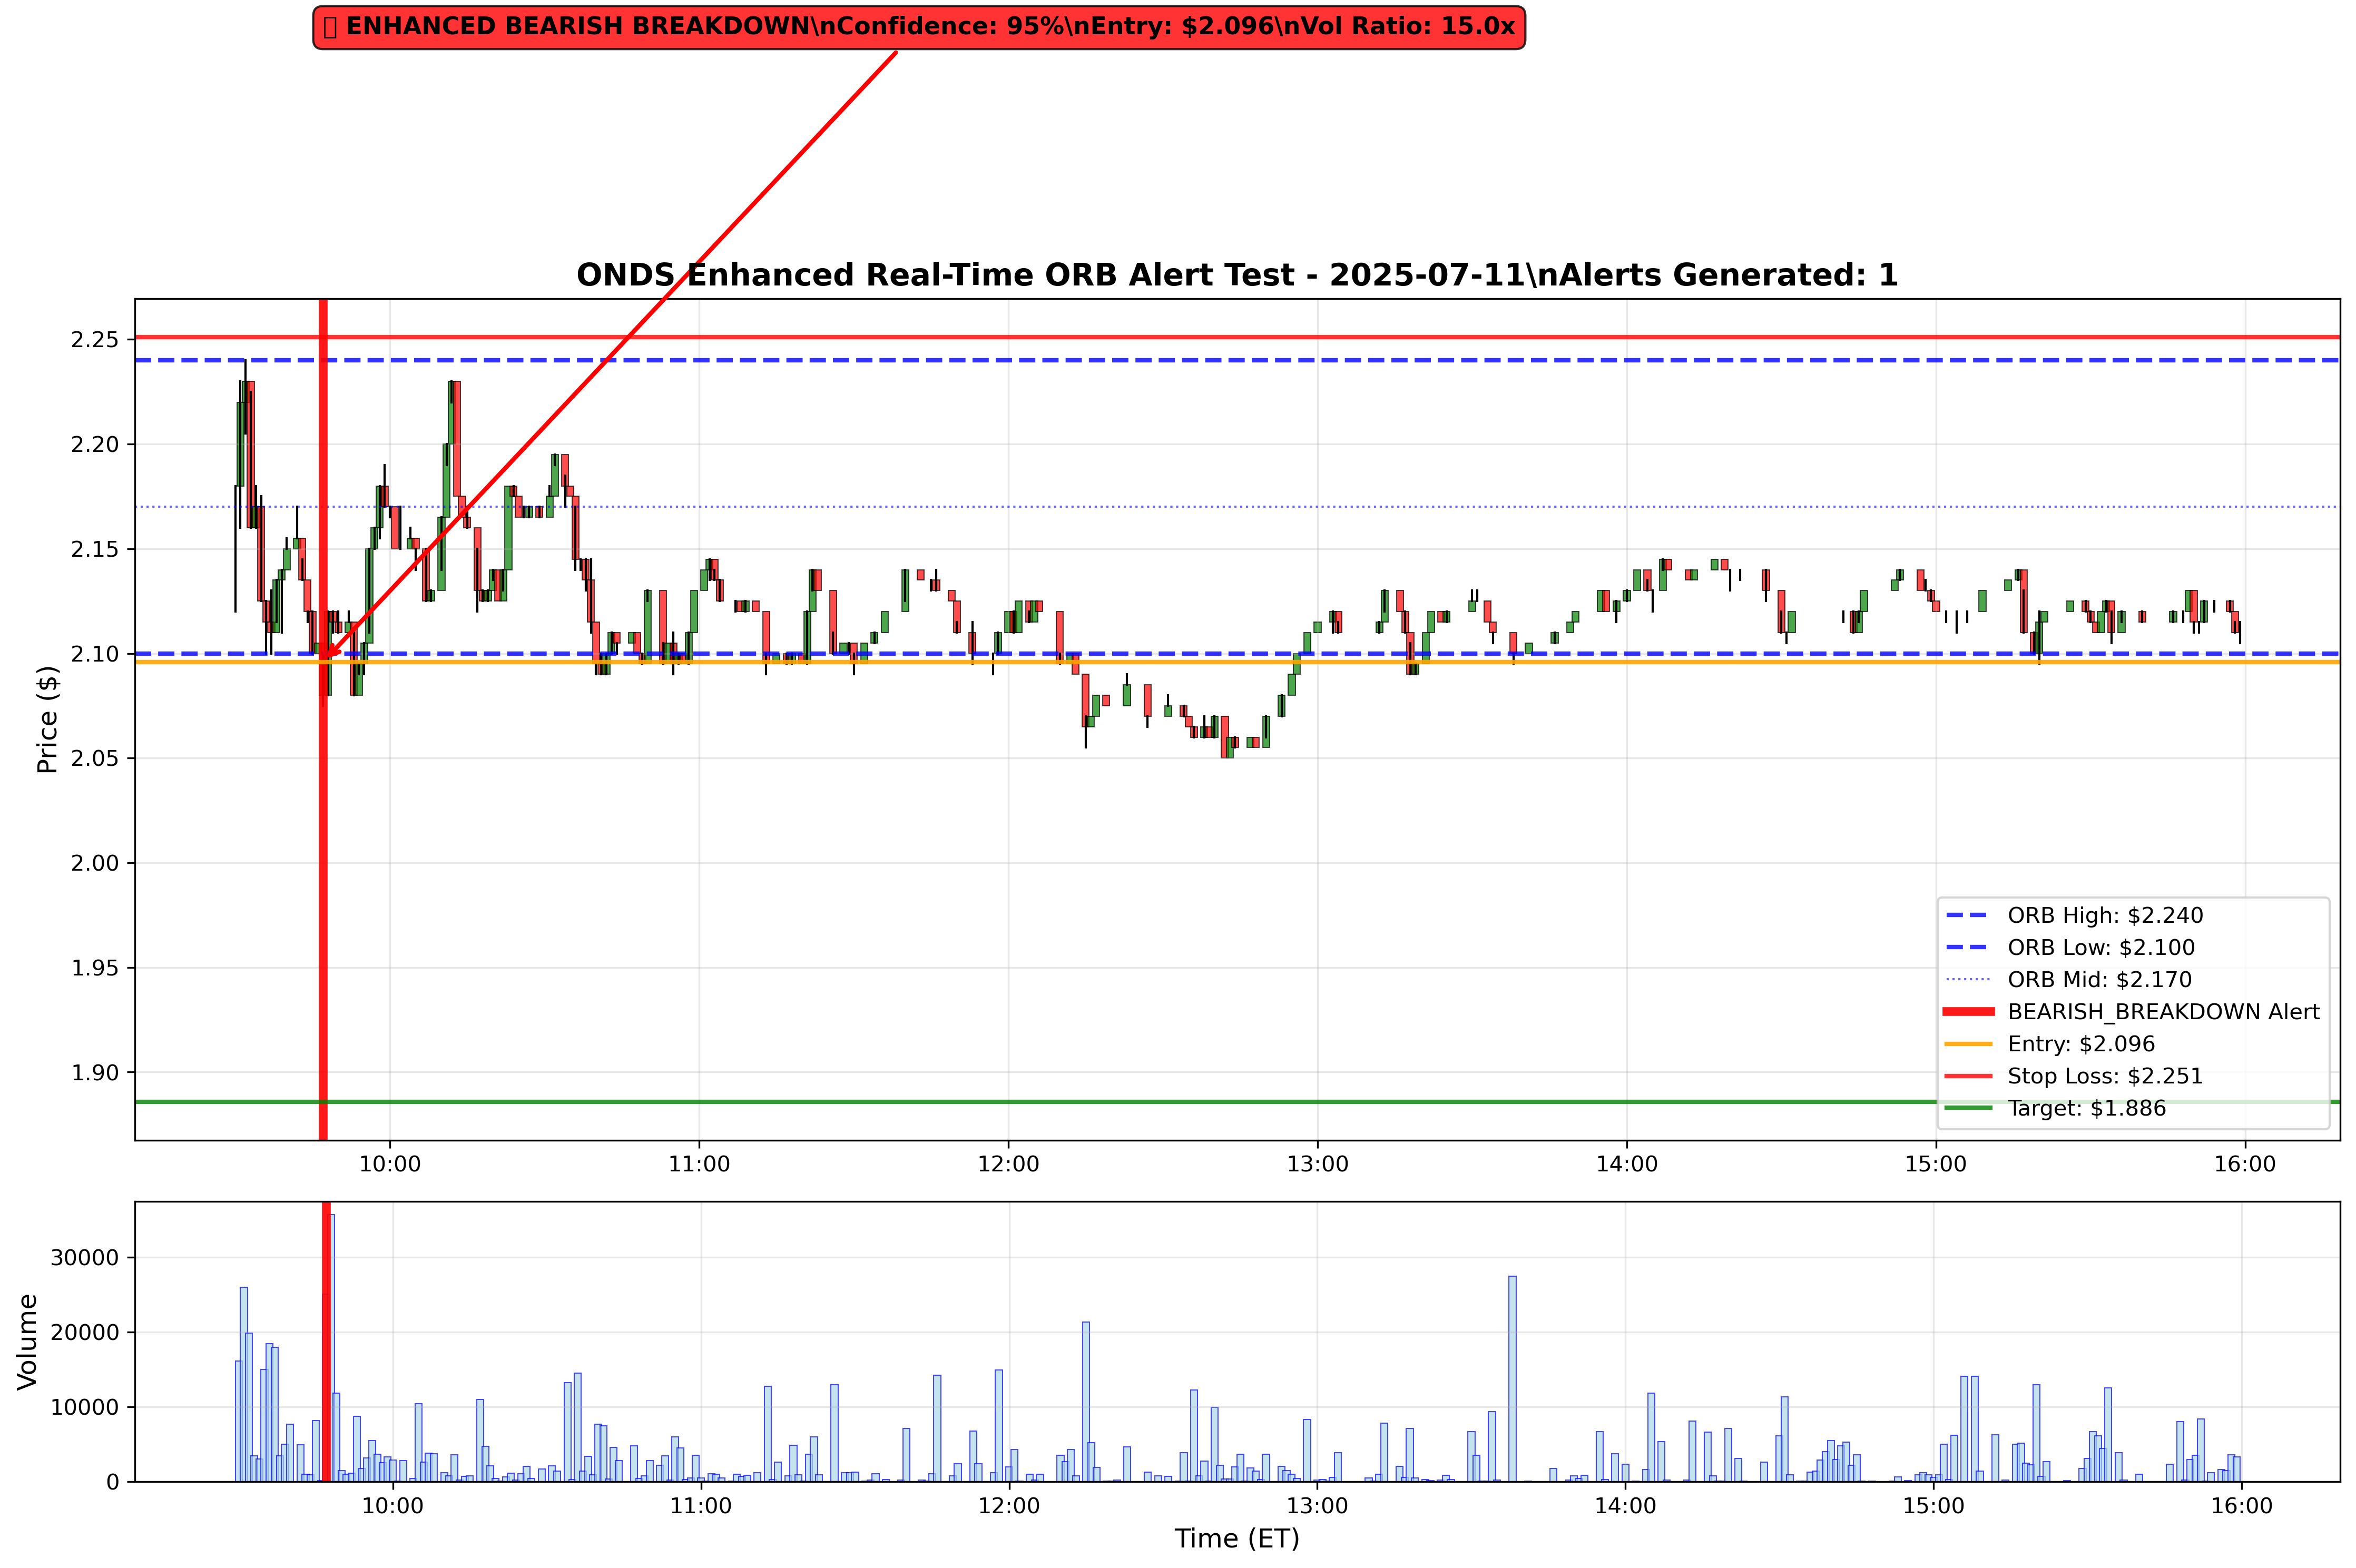 ▯ ENHANCED BEARISH BREAKDOWN\nConfidence: 95%\nEntry: $2.096\nVol Ratio: 15.0x
ONDS Enhanced Real-Time ORB Alert Test - 2025-07-11\nAlerts Generated: 1
Price ($)
2.25
2.20
2.15
2.10
2.05
2.00
1.95
1.90
ORB High: $2.240
ORB Low: $2.100
ORB Mid: $2.170
BEARISH_BREAKDOWN Alert
Entry: $2.096
Stop Loss: $2.251
Target: $1.886
10:00 11:00 12:00 13:00 14:00 15:00 16:00
Volume
30000
20000
10000
0
10:00 11:00 12:00 13:00 14:00 15:00 16:00
Time (ET)